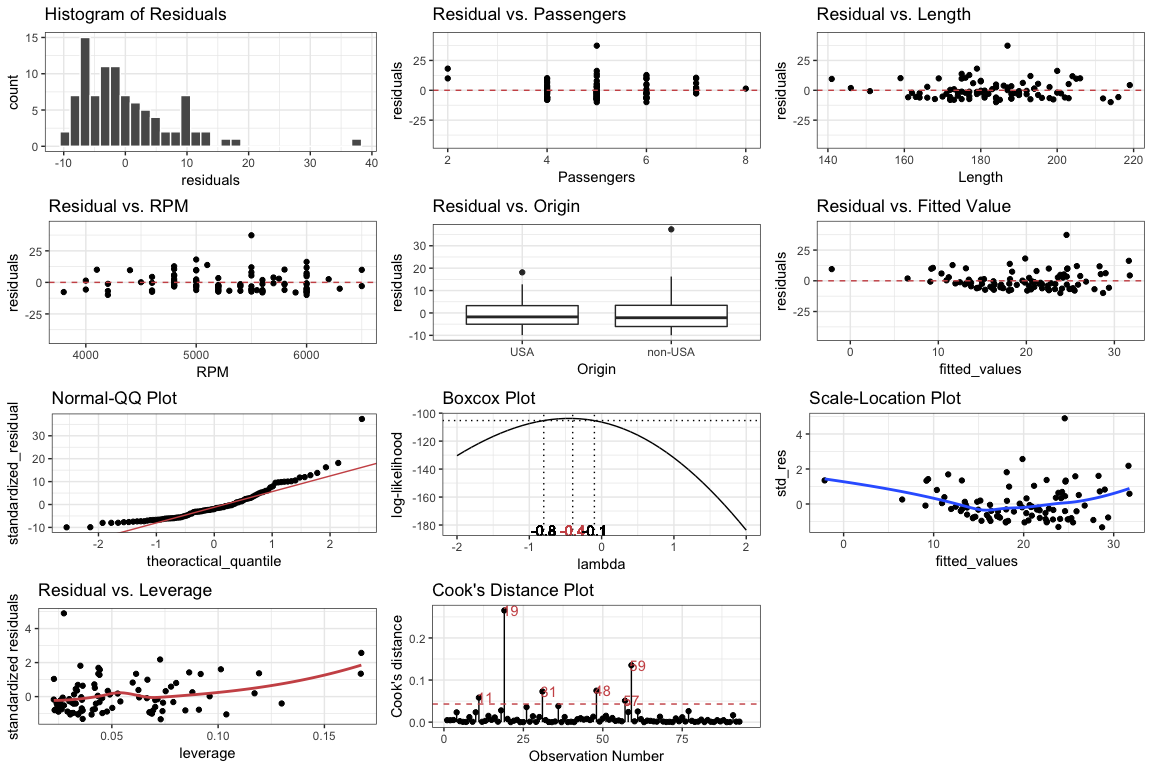 Histogram of Residuals
15
10
5
0
count
-10 0 10 20 30 40
residuals
Residual vs. Passengers
25
0
-25
residuals
2 4 6 8
Passengers
Residual vs. Length
25
0
-25
residuals
140 160 180 200 220
Length
Residual vs. RPM
25
0
-25
residuals
4000 5000 6000
RPM
Residual vs. Origin
30
20
10
0
-10
residuals
USA non-USA
Origin
Residual vs. Fitted Value
25
0
-25
residuals
0 10 20 30
fitted_values
Normal-QQ Plot
30
20
10
0
-10
standardized_residual
-2 -1 0 1 2
theoractical_quantile
Boxcox Plot
-100
-120
-140
-160
-180
log-likelihood
-0.8 -0.4 -0.1
-2 -1 0 1 2
lambda
Scale-Location Plot
4
2
0
std_res
0 10 20 30
fitted_values
Residual vs. Leverage
4
2
0
standardized residuals
0.05 0.10 0.15
leverage
Cook's Distance Plot
0.2
0.1
0.0
Cook's distance
19
59
11
31
48
57
0 25 50 75
Observation Number